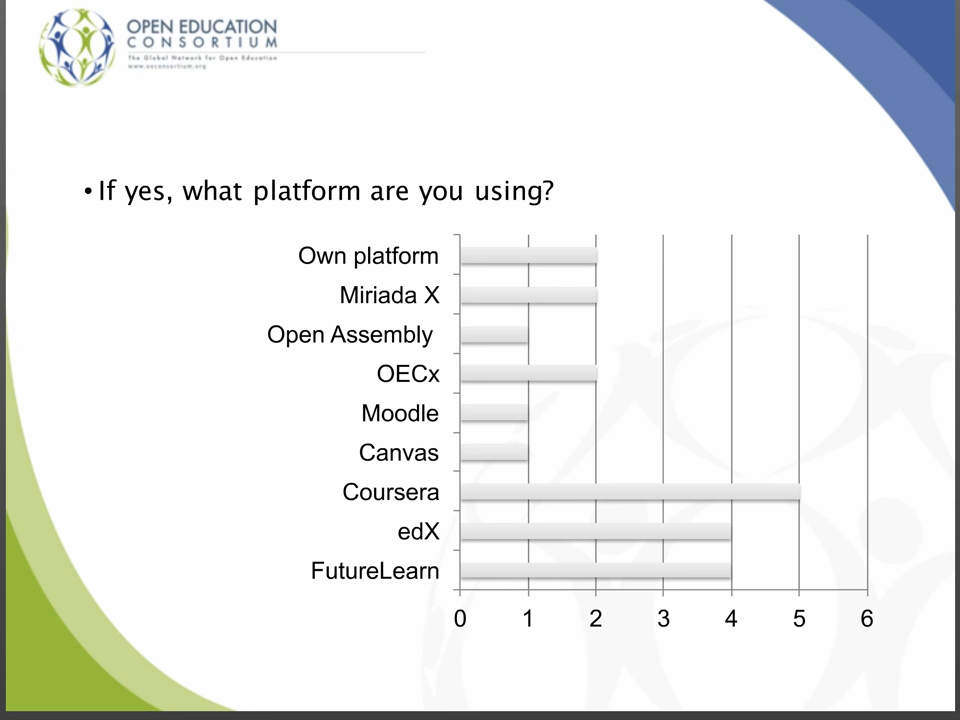 OPEN EDUCATION
CONSORTIUM
The Global Network for Open Education
www.oeconsortium.org
• If yes, what platform are you using?
Own platform
Miriada X
Open Assembly
OECx
Moodle
Canvas
Coursera
edX
FutureLearn
0 1 2 3 4 5 6